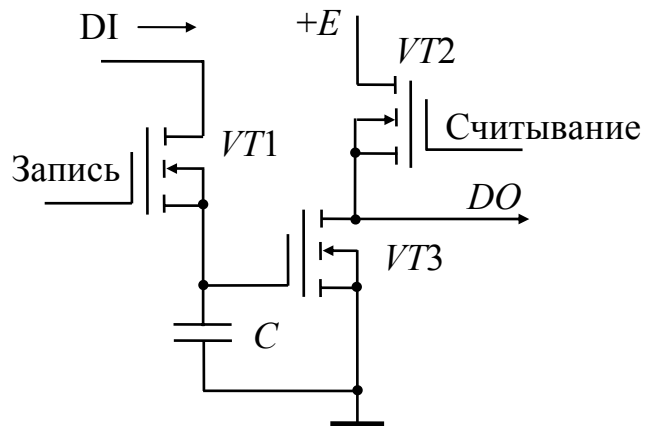 DI
+E
VT2
Считывание
VT1
Запись
DO
VT3
C